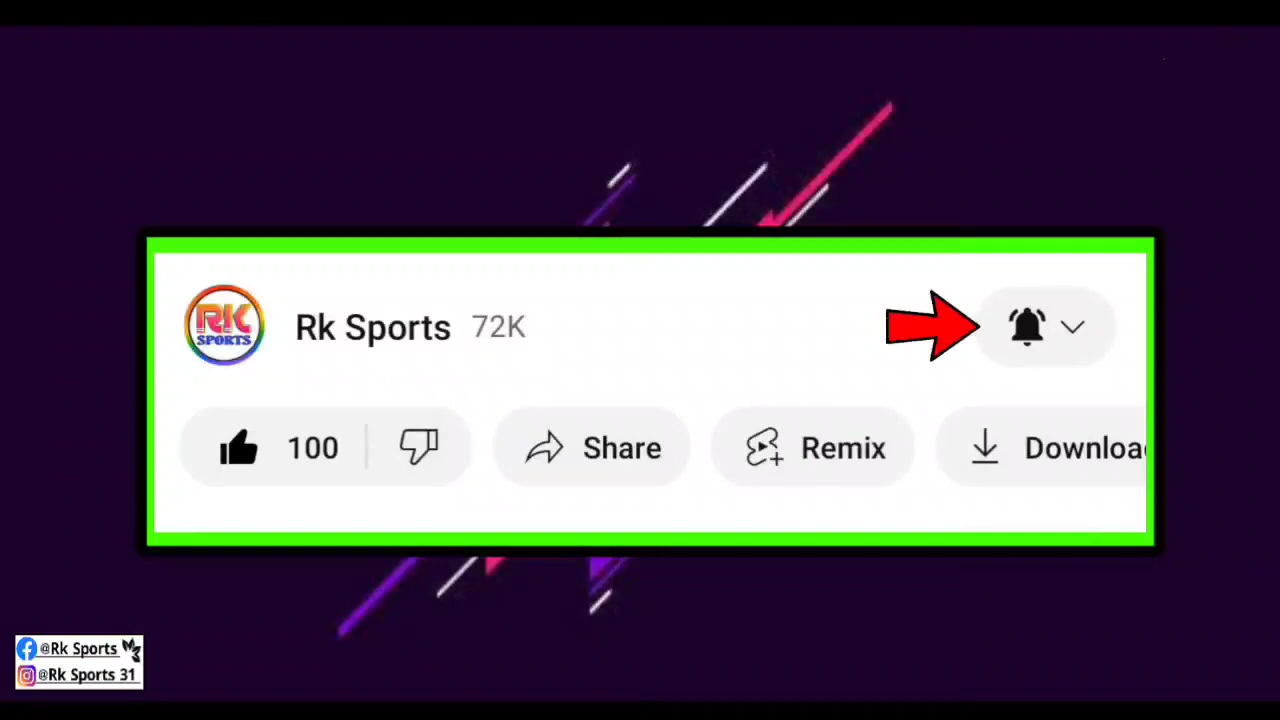 RK
SPORTS
Rk Sports 72K
100 Share Remix Downloa
@Rk Sports
@Rk Sports 31